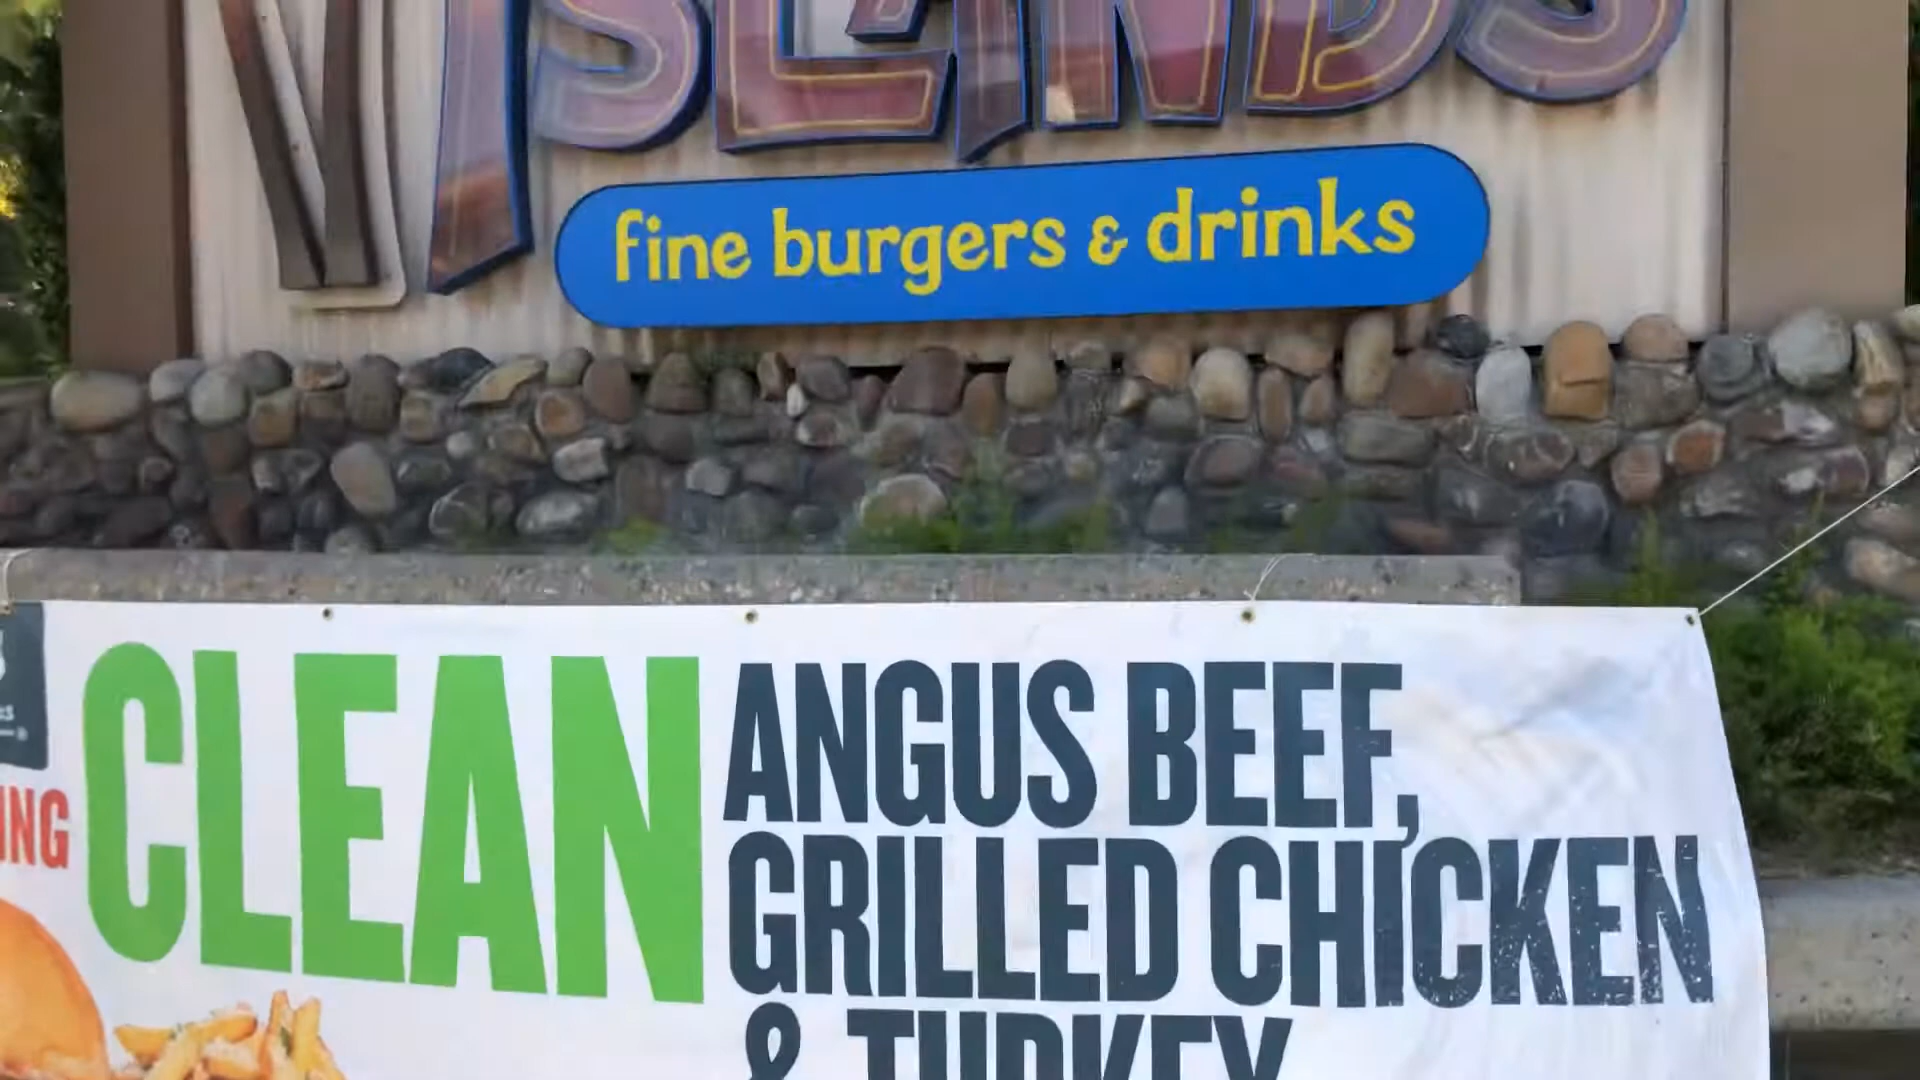 ISLANDS
fine burgers & drinks
CLEAN
ANGUS BEEF,
GRILLED CHICKEN
& TURKEY